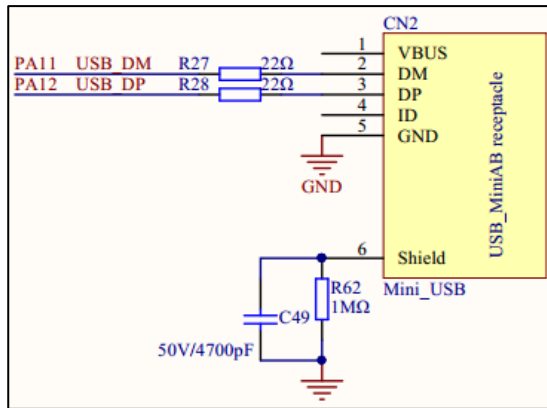 CN2
1 VBUS
PA11 USB_DM R27 22Ω 2 DM
PA12 USB_DP R28 22Ω 3 DP
4 ID
5 GND
GND
USB_MiniAB receptacle
6 Shield
Mini_USB
R62
1MΩ
C49
50V/4700pF